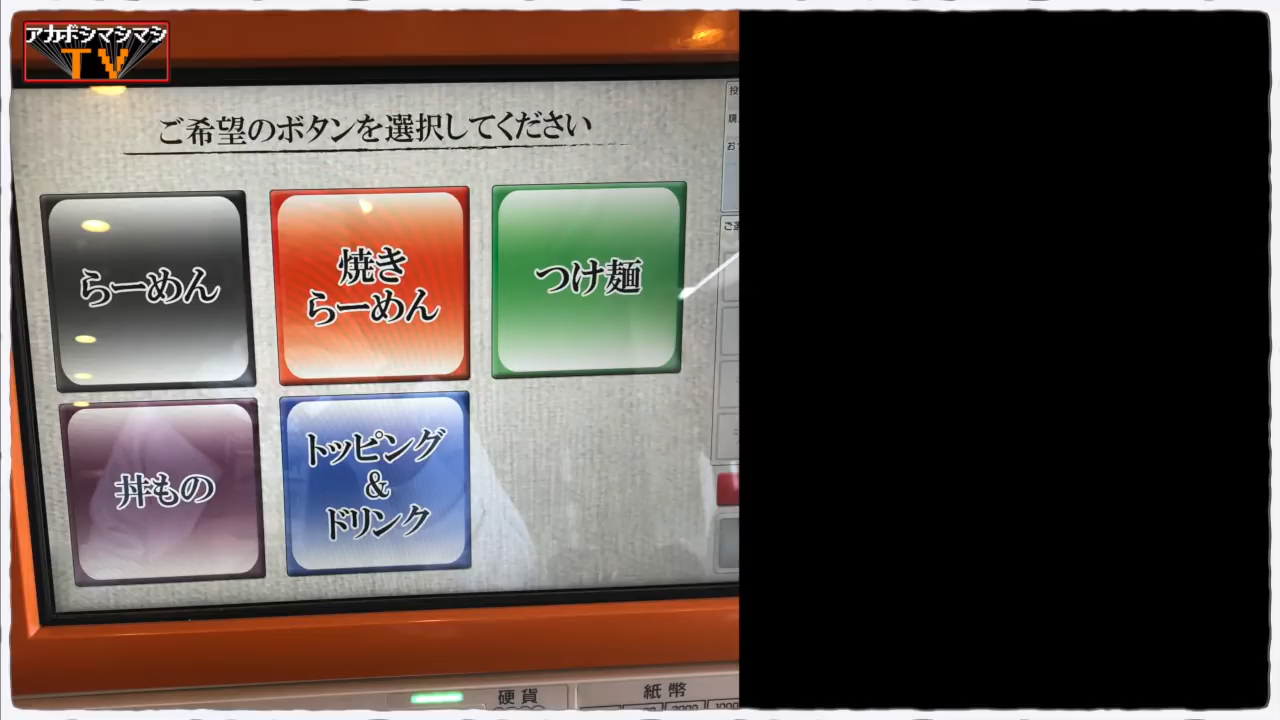 アカボシマシマシ
TV
ご希望のボタンを選択してください
らーめん
焼き
らーめん
つけ麺
丼もの
トッピング
&
ドリンク
硬貨
紙幣